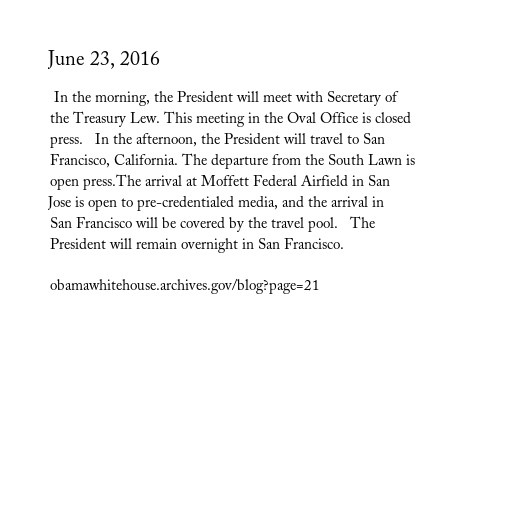 June 23, 2016
In the morning, the President will meet with Secretary of
the Treasury Lew. This meeting in the Oval Office is closed
press.   In the afternoon, the President will travel to San
Francisco, California. The departure from the South Lawn is
open press.The arrival at Moffett Federal Airfield in San
Jose is open to pre-credentialed media, and the arrival in
San Francisco will be covered by the travel pool.   The
President will remain overnight in San Francisco.
obamawhitehouse.archives.gov/blog?page=21